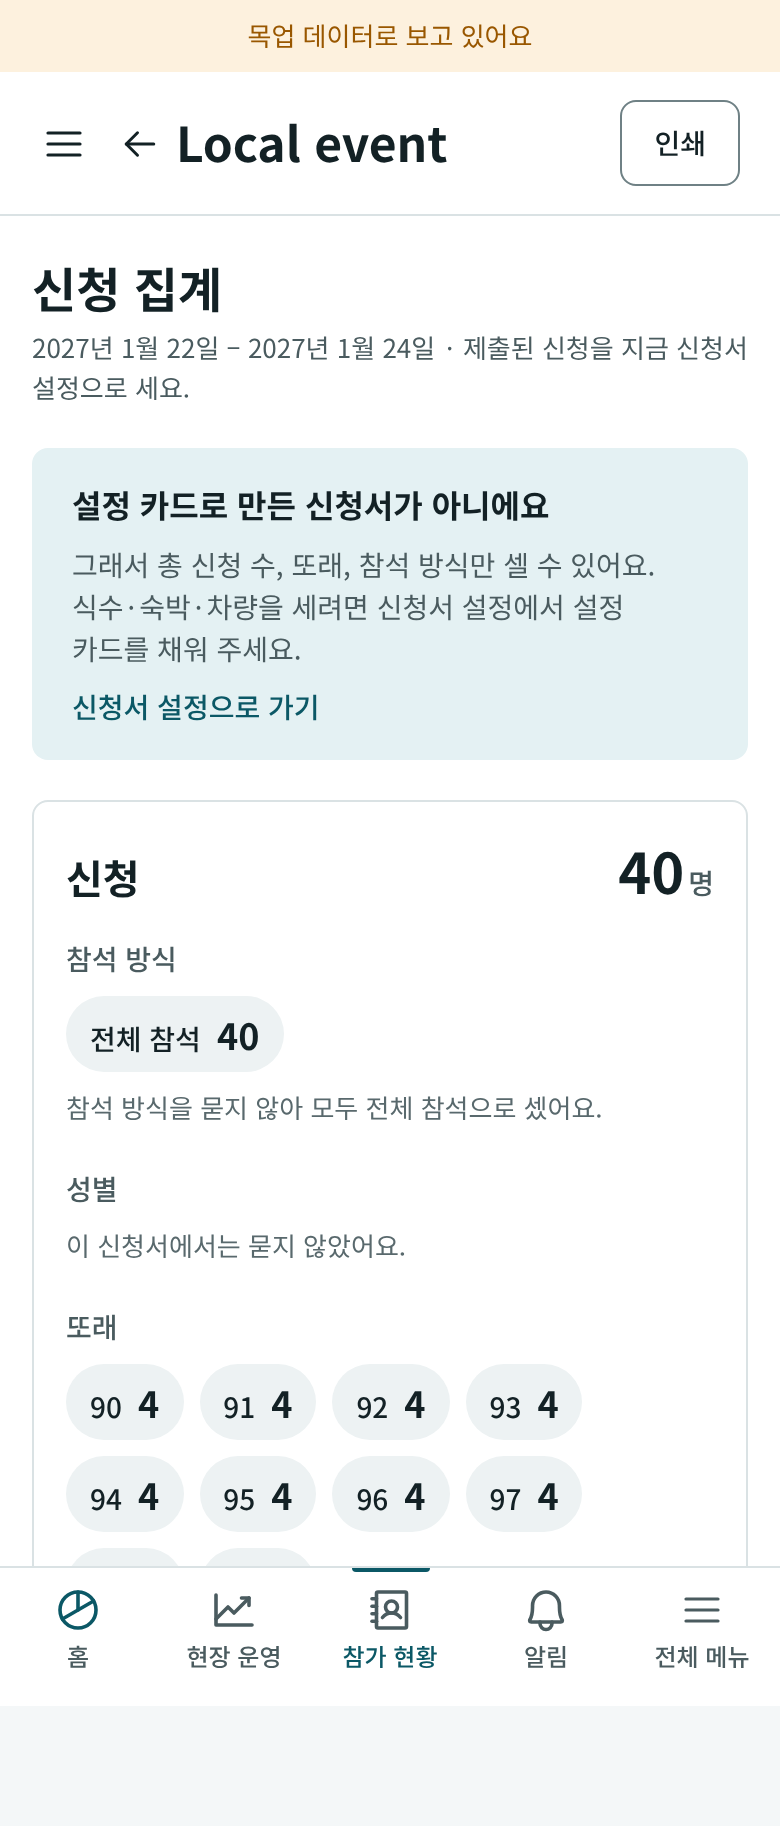 목업 데이터로 보고 있어요
Local event
인쇄
신청 집계
2027년 1월 22일 – 2027년 1월 24일 · 제출된 신청을 지금 신청서
설정으로 세요.
설정 카드로 만든 신청서가 아니에요
그래서 총 신청 수, 또래, 참석 방식만 셀 수 있어요.
식수·숙박·차량을 세려면 신청서 설정에서 설정
카드를 채워 주세요.
신청서 설정으로 가기
신청 40명
참석 방식
전체 참석 40
참석 방식을 묻지 않아 모두 전체 참석으로 셌어요.
성별
이 신청서에서는 묻지 않았어요.
또래
90 4 91 4 92 4 93 4
94 4 95 4 96 4 97 4
홈 현장 운영 참가 현황 알림 전체 메뉴